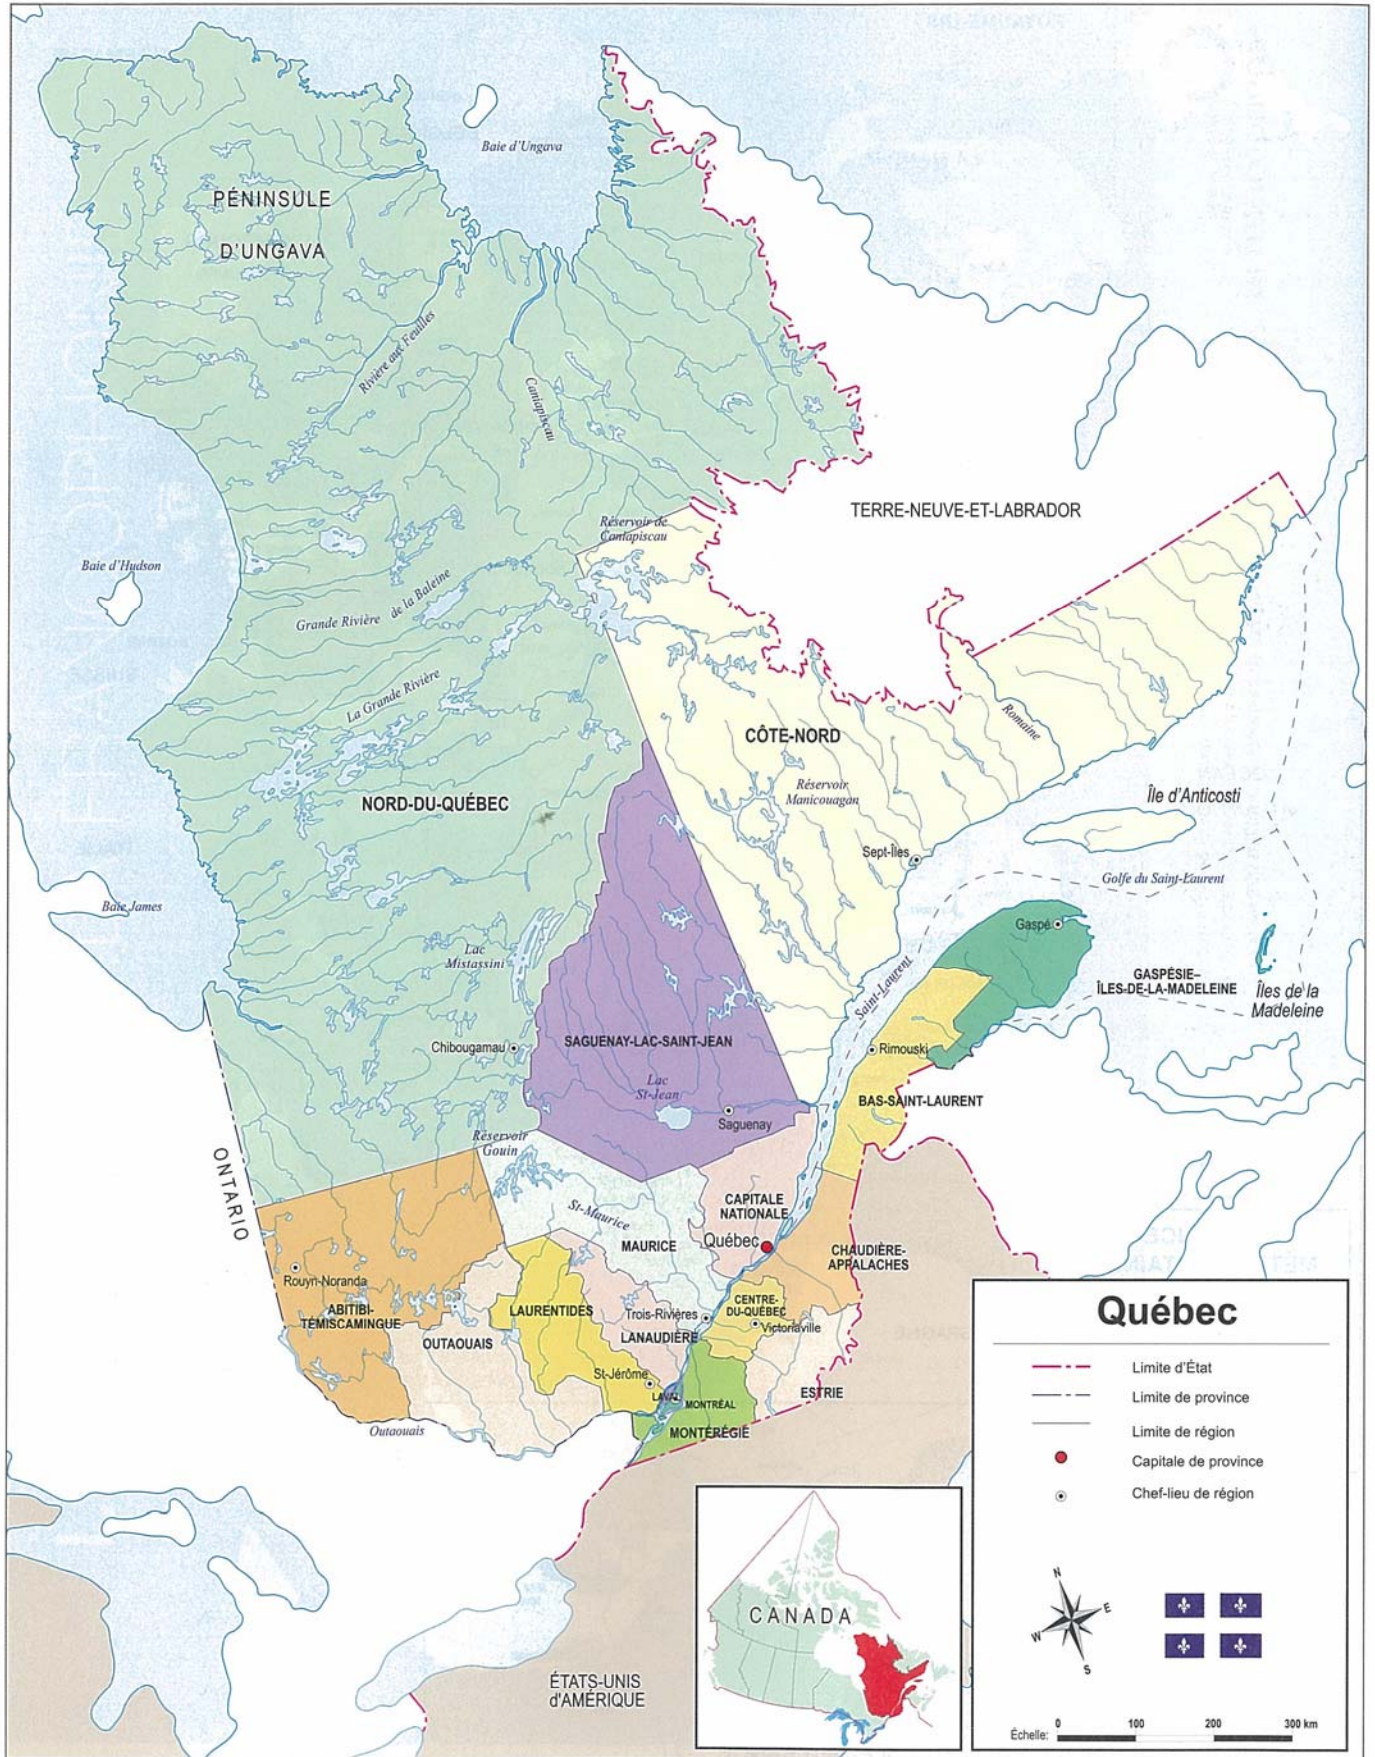 Baie d'Ungava
PÉNINSULE
D'UNGAVA
Rivière aux Feuilles
Caniapiscau
TERRE-NEUVE-ET-LABRADOR
Réservoir de
Caniapiscau
Baie d'Hudson
Grande Rivière de la Baleine
La Grande Rivière
Romaine
CÔTE-NORD
Réservoir
Manicouagan
NORD-DU-QUÉBEC
Île d'Anticosti
Sept-Îles
Golfe du Saint-Laurent
Baie James
Gaspé
Lac
Mistassini
Saint-Laurent
GASPÉSIE–
ÎLES-DE-LA-MADELEINE
Îles de la
Madeleine
Chibougamau
SAGUENAY-LAC-SAINT-JEAN
Rimouski
Lac
St-Jean
BAS-SAINT-LAURENT
Saguenay
Réservoir
Gouin
ONTARIO
St-Maurice
CAPITALE
NATIONALE
MAURICE
Québec
CHAUDIÈRE-
APPALACHES
Rouyn-Noranda
ABITIBI-
TÉMISCAMINGUE
LAURENTIDES
CENTRE-
DU-QUÉBEC
Trois-Rivières
Victoriaville
LANAUDIÈRE
OUTAOUAIS
St-Jérôme
ESTRIE
LAVAL
MONTRÉAL
MONTÉRÉGIE
Outaouais
Québec
Limite d'État
Limite de province
Limite de région
Capitale de province
Chef-lieu de région
N
E
W
S
CANADA
ÉTATS-UNIS
d'AMÉRIQUE
Échelle: 0 100 200 300 km